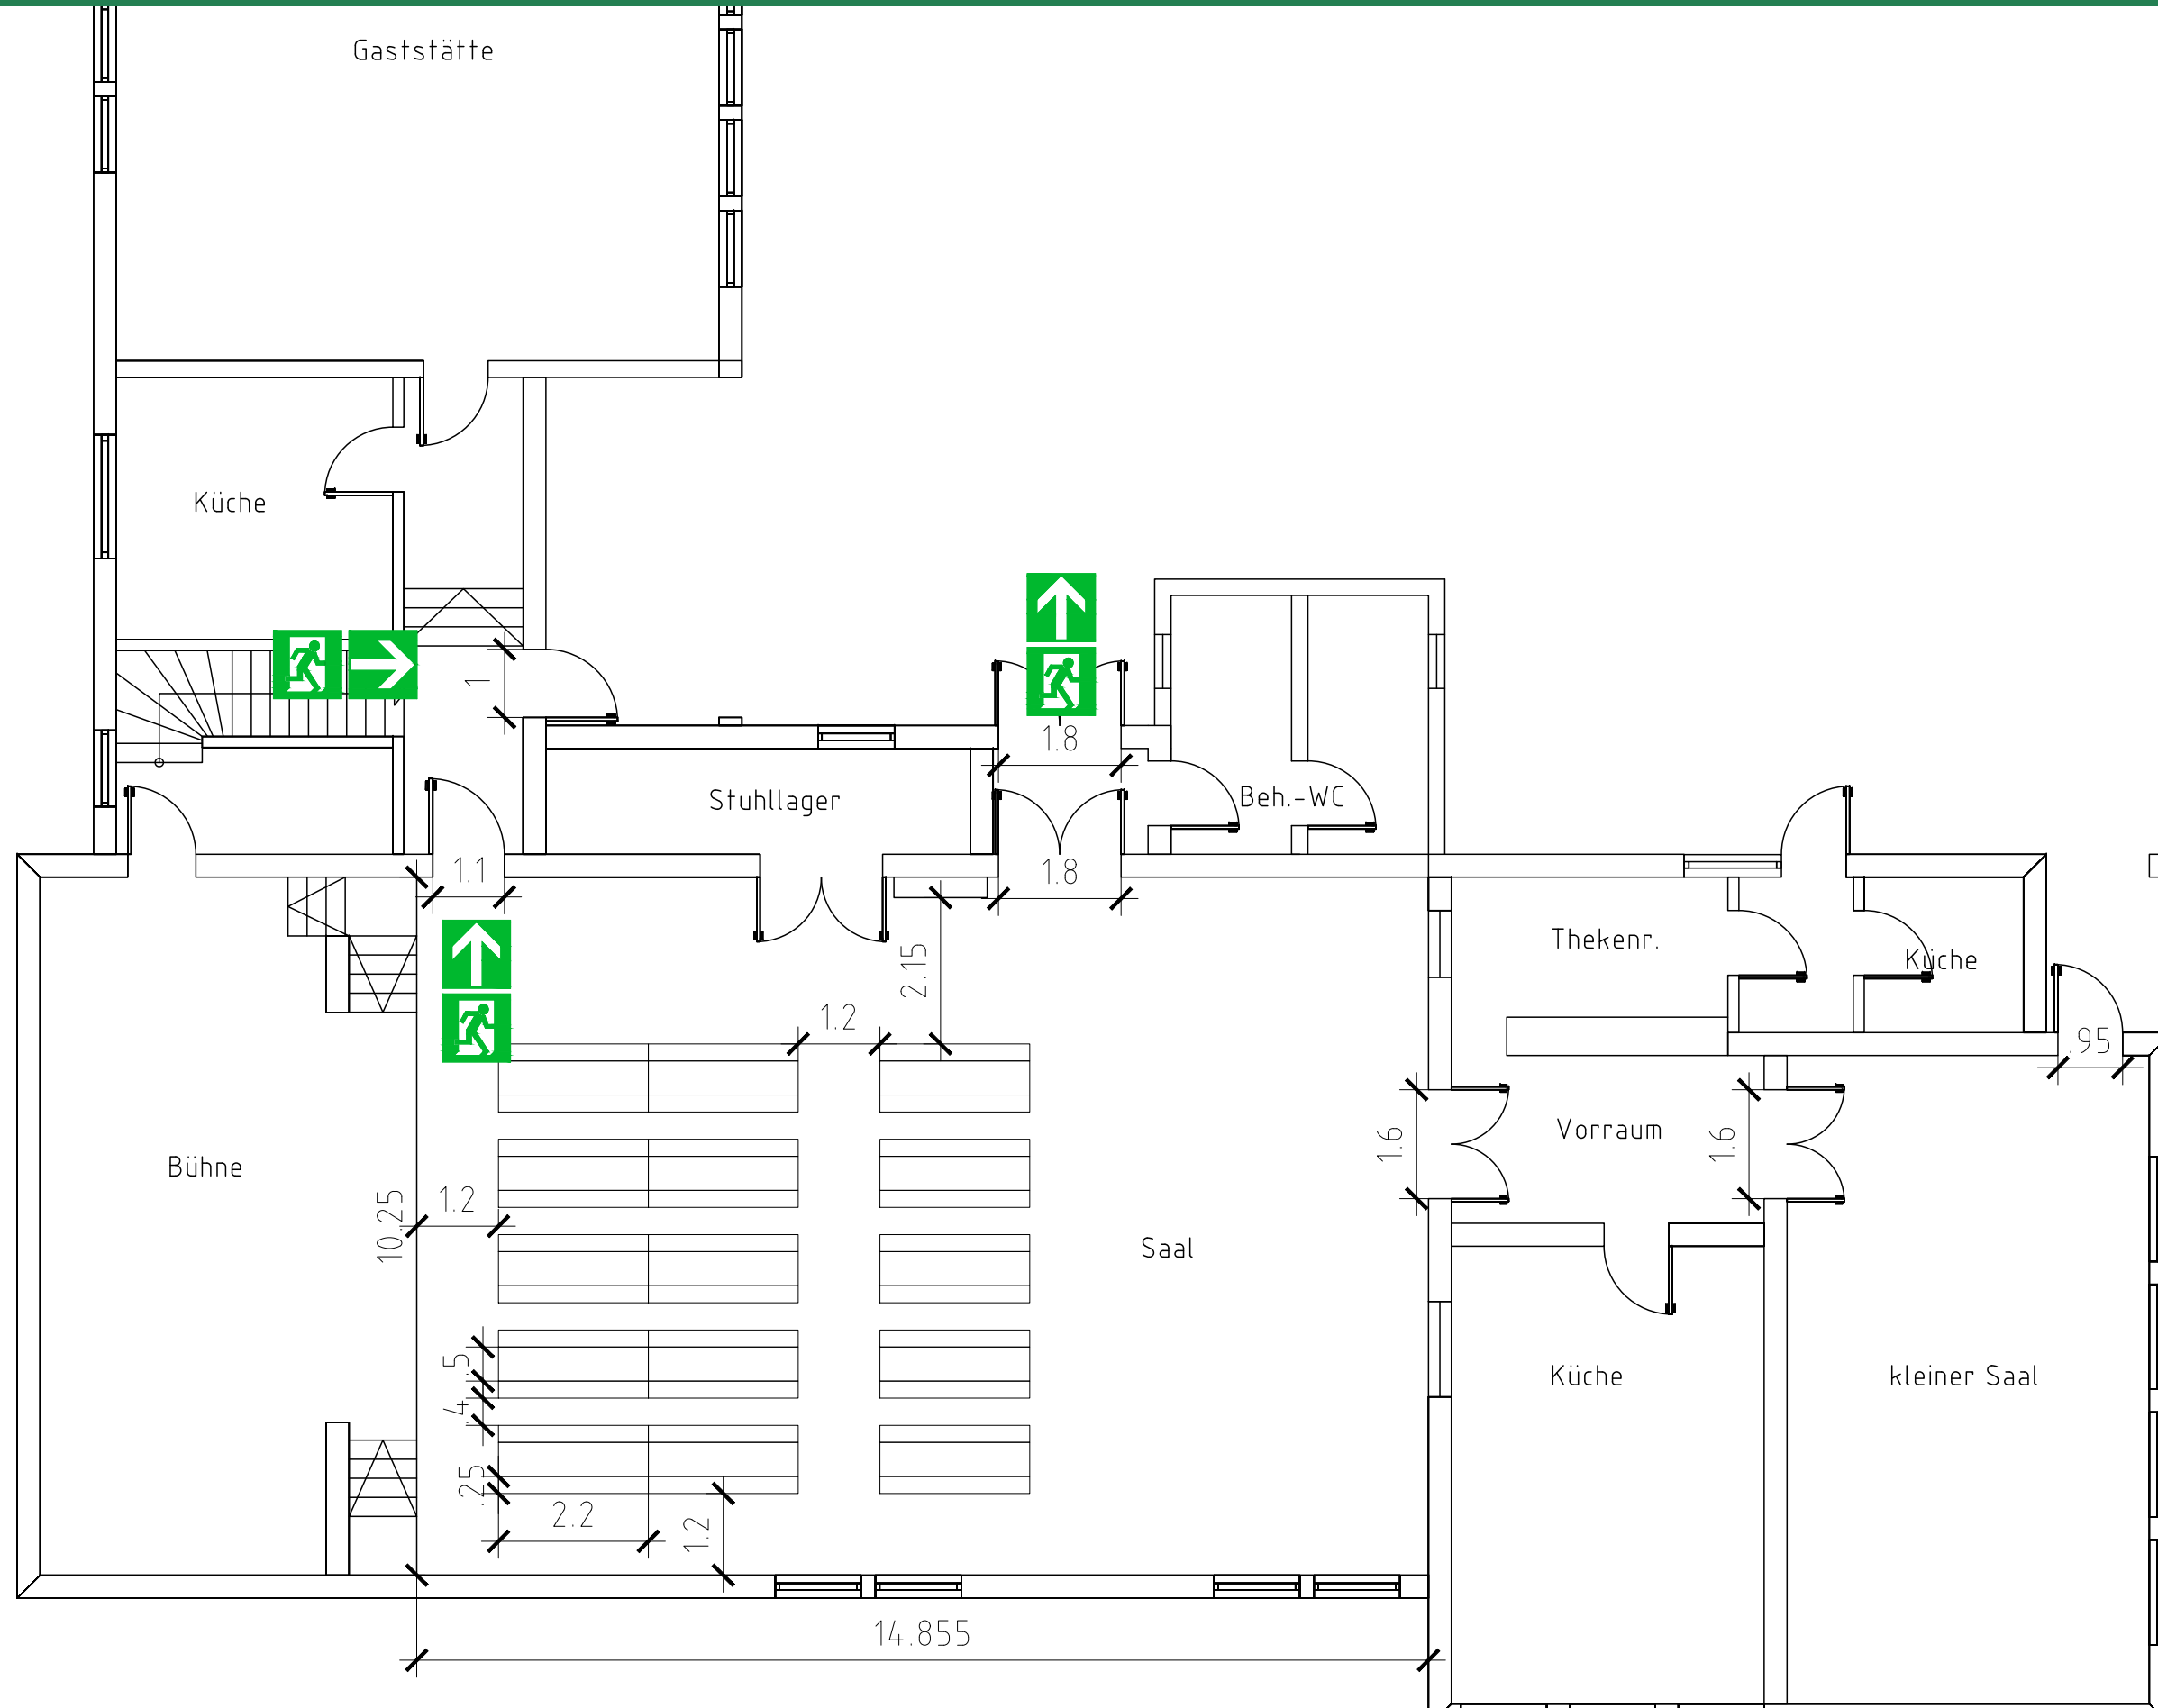 Gaststätte
Küche
1
1.8
Stuhllager
Beh.-WC
1.1
1.8
2.15
Thekenr.
Küche
1.2
.95
Vorraum
1.6
1.6
Bühne
1.2
10.25
Saal
.5
.4
Küche
kleiner Saal
.25
2.2
1.2
14.855